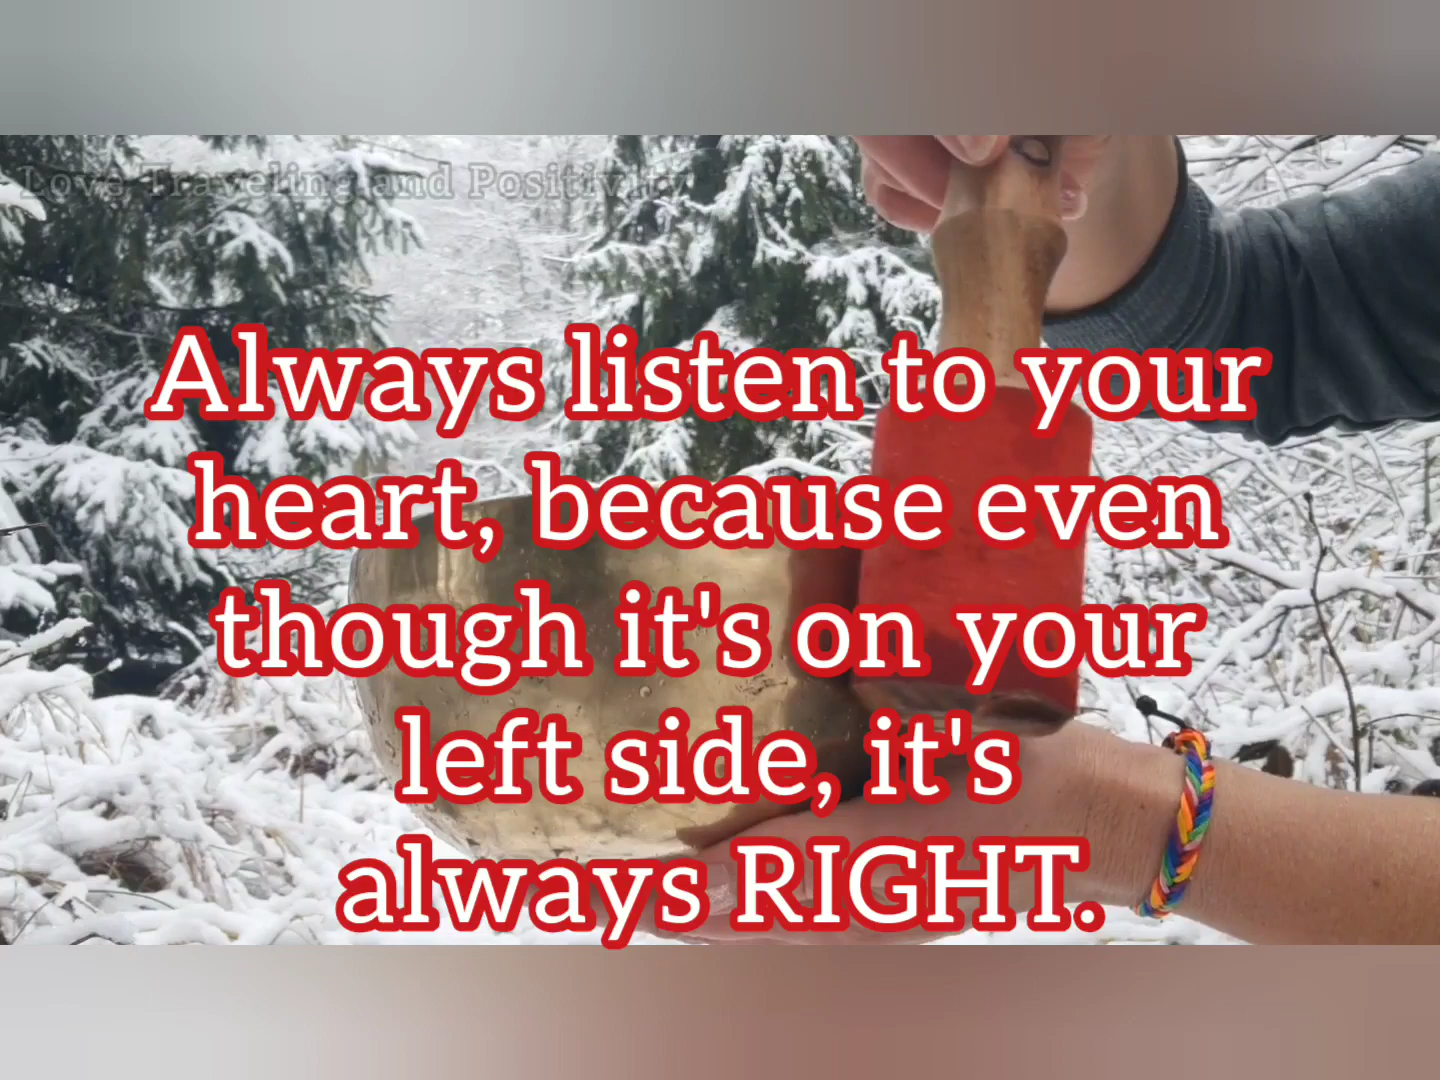 Love Traveling and Positivity
Always listen to your
heart, because even
though it's on your
left side, it's
always RIGHT.